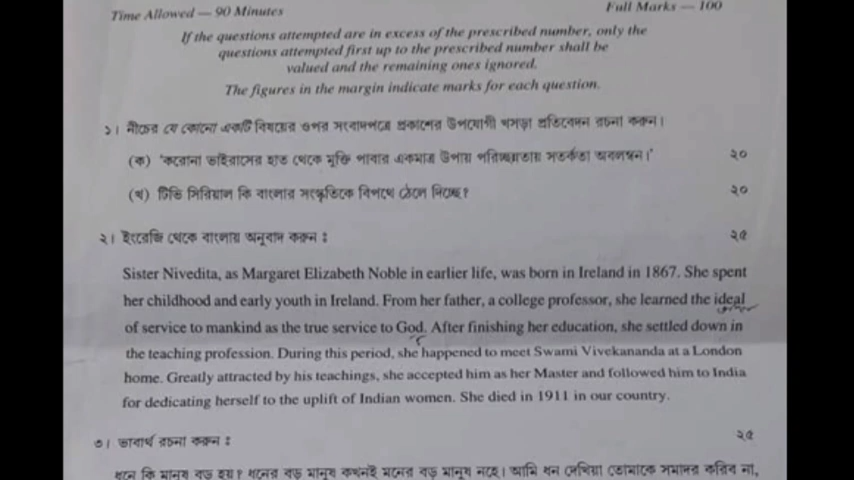 Time Allowed — 90 Minutes Full Marks — 100
If the questions attempted are in excess of the prescribed number, only the
questions attempted first up to the prescribed number shall be
valued and the remaining ones ignored.
The figures in the margin indicate marks for each question.
১। নীচের যে কোনো একটি বিষয়ের ওপর সংবাদপত্রে প্রকাশের উপযোগী খসড়া প্রতিবেদন রচনা করুন।
(ক) ‘করোনা ভাইরাসের হাত থেকে মুক্তি পাবার একমাত্র উপায় পরিচ্ছন্নতায় সতর্কতা অবলম্বন।’ ২০
(খ) টিভি সিরিয়াল কি বাংলার সংস্কৃতিকে বিপথে ঠেলে দিচ্ছে? ২০
২। ইংরেজি থেকে বাংলায় অনুবাদ করুন : ২৫
Sister Nivedita, as Margaret Elizabeth Noble in earlier life, was born in Ireland in 1867. She spent
her childhood and early youth in Ireland. From her father, a college professor, she learned the ideal
of service to mankind as the true service to God. After finishing her education, she settled down in
the teaching profession. During this period, she happened to meet Swami Vivekananda at a London
home. Greatly attracted by his teachings, she accepted him as her Master and followed him to India
for dedicating herself to the uplift of Indian women. She died in 1911 in our country.
৩। ভাবার্থ রচনা করুন : ২৫
ধনে কি মানুষ বড় হয়? ধনের বড় মানুষ কখনই মনের বড় মানুষ নহে। আমি ধন দেখিয়া তোমাকে সমাদর করিব না,